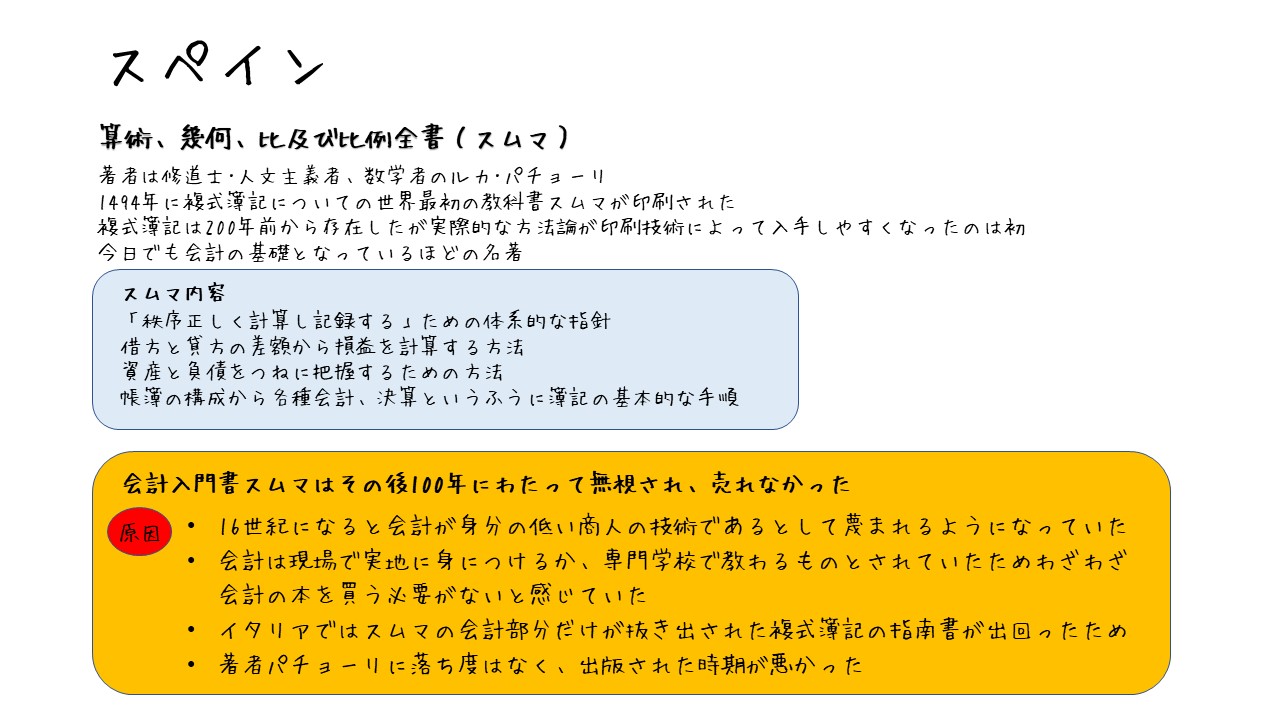 スペイン
算術、幾何、比及び比例全書(スムマ)
著者は修道士・人文主義者、数学者のルカ・パチョーリ
1494年に複式簿記についての世界最初の教科書スムマが印刷された
複式簿記は200年前から存在したが実際的な方法論が印刷技術によって入手しやすくなったのは初
今日でも会計の基礎となっているほどの名著
スムマ内容
「秩序正しく計算し記録する」ための体系的な指針
借方と貸方の差額から損益を計算する方法
資産と負債をつねに把握するための方法
帳簿の構成から各種会計、決算というふうに簿記の基本的な手順
会計入門書スムマはその後100年にわたって無視され、売れなかった
原因
• 16世紀になると会計が身分の低い商人の技術であるとして蔑まれるようになっていた
• 会計は現場で実地に身につけるか、専門学校で教わるものとされていたためわざわざ
会計の本を買う必要がないと感じていた
• イタリアではスムマの会計部分だけが抜き出された複式簿記の指南書が出回ったため
• 著者パチョーリに落ち度はなく、出版された時期が悪かった